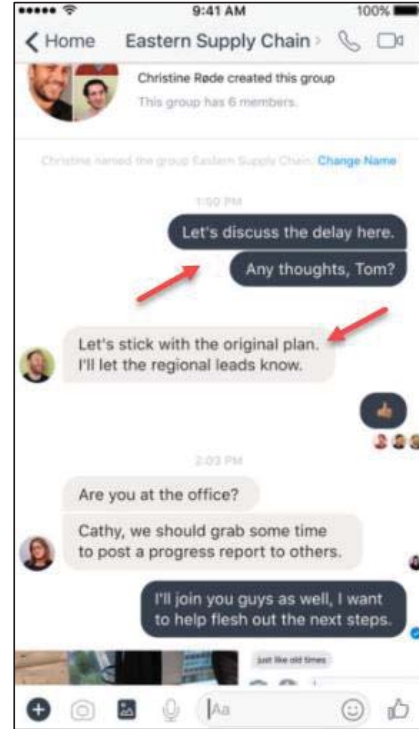 9:41 AM
100%
Home
Eastern Supply Chain
Christine Røde created this group
This group has 6 members.
Christine named the group Eastern Supply Chain. Change Name
1:50 PM
Let's discuss the delay here.
Any thoughts, Tom?
Let's stick with the original plan.
I'll let the regional leads know.
2:03 PM
Are you at the office?
Cathy, we should grab some time
to post a progress report to others.
I'll join you guys as well, I want
to help flesh out the next steps.
just like old times
Aa